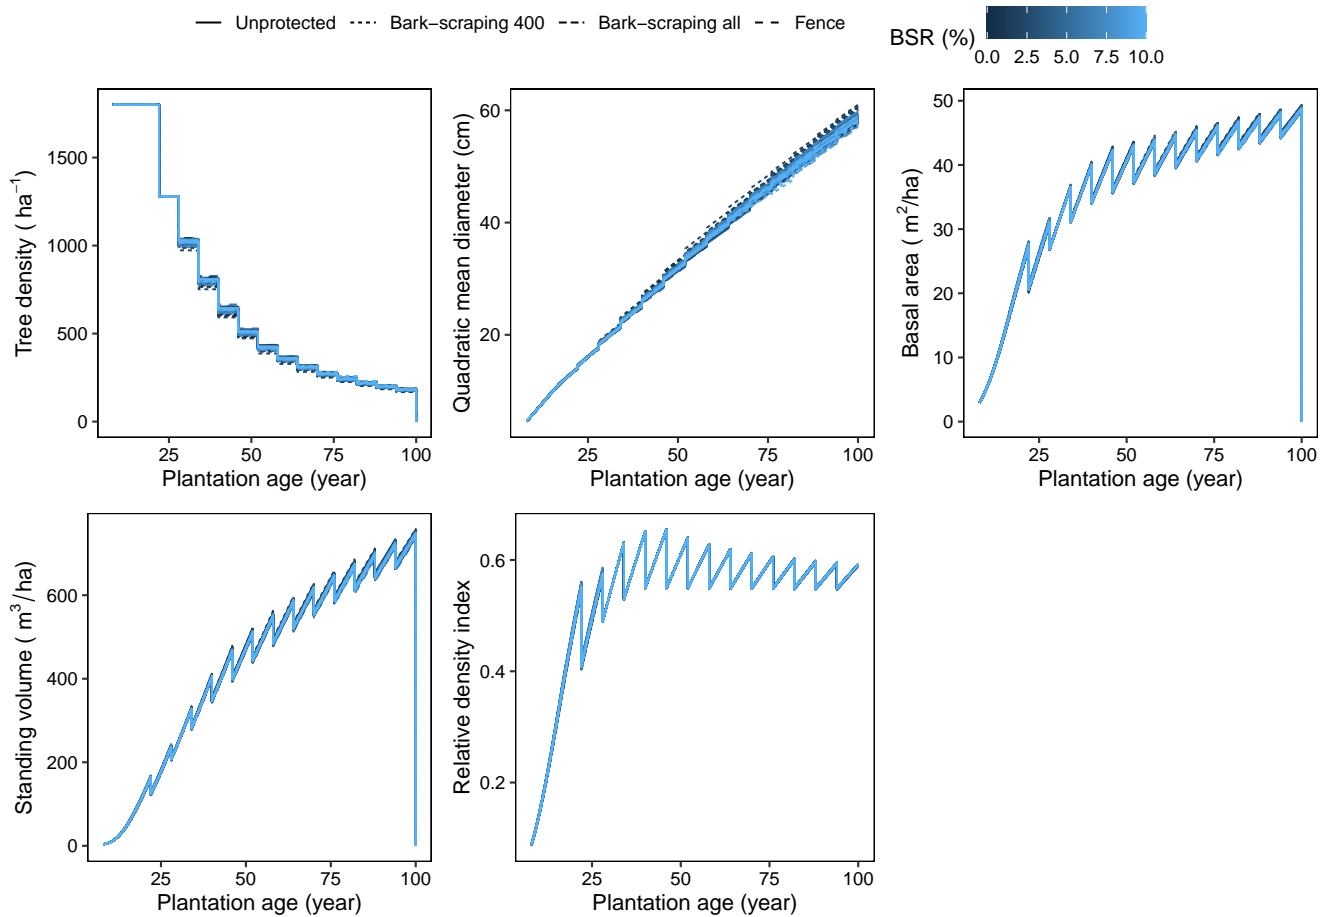 Unprotected Bark−scraping 400 Bark−scraping all Fence
BSR (%)
0.0 2.5 5.0 7.5 10.0
Tree density ( ha⁻¹)
1500
1000
500
0
25 50 75 100
Plantation age (year)
Quadratic mean diameter (cm)
60
40
20
25 50 75 100
Plantation age (year)
Basal area ( m²/ha)
50
40
30
20
10
0
25 50 75 100
Plantation age (year)
Standing volume ( m³/ha)
600
400
200
0
25 50 75 100
Plantation age (year)
Relative density index
0.6
0.4
0.2
25 50 75 100
Plantation age (year)